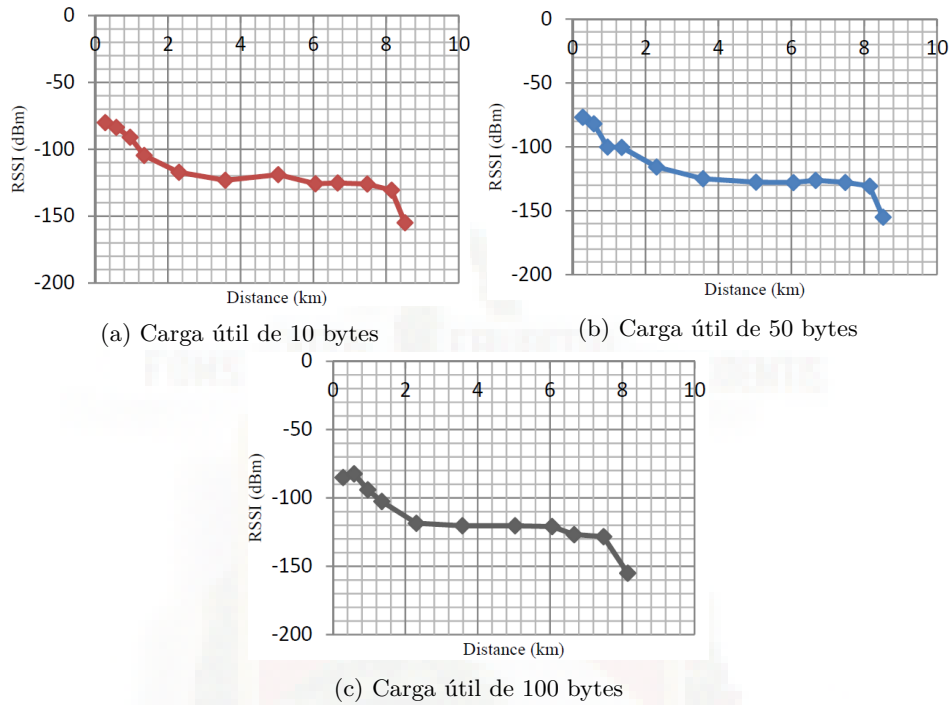 0
0 2 4 6 8 10
-50
-100
-150
-200
RSSI (dBm)
Distance (km)
(a) Carga útil de 10 bytes
0
0 2 4 6 8 10
-50
-100
-150
-200
RSSI (dBm)
Distance (km)
(b) Carga útil de 50 bytes
0
0 2 4 6 8 10
-50
-100
-150
-200
RSSI (dBm)
Distance (km)
(c) Carga útil de 100 bytes